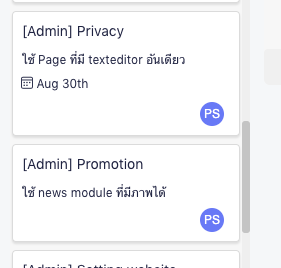 [Admin] Privacy
ใช้ Page ที่มี texteditor อันเดียว
Aug 30th
PS
[Admin] Promotion
ใช้ news module ที่มีภาพได้
PS